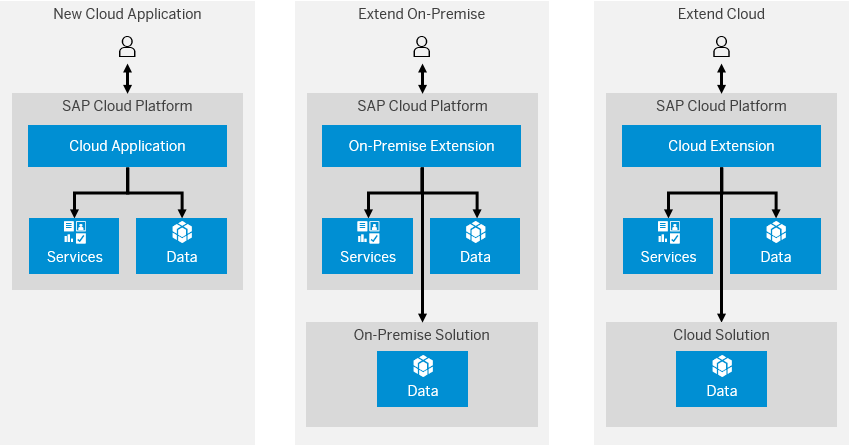 New Cloud Application
SAP Cloud Platform
Cloud Application
Services
Data
Extend On-Premise
SAP Cloud Platform
On-Premise Extension
Services
Data
On-Premise Solution
Data
Extend Cloud
SAP Cloud Platform
Cloud Extension
Services
Data
Cloud Solution
Data